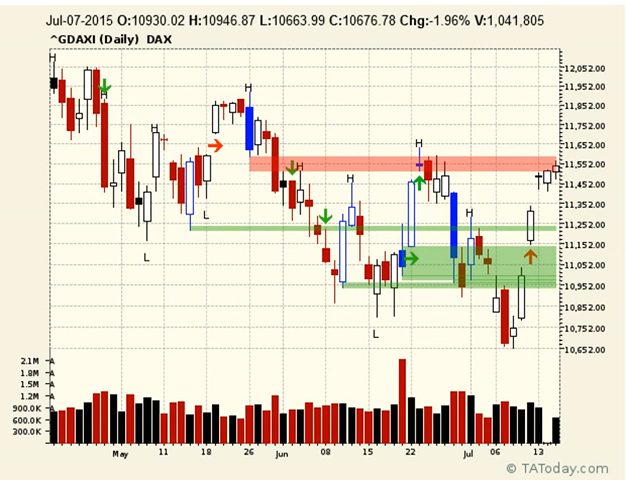 Jul-07-2015 O:10930.02 H:10946.87 L:10663.99 C:10676.78 Chg:-1.96% V:1,041,805
^GDAXI (Daily) DAX
H
H
H
H
H
H
H
H
L
L
L
12,052.00
11,952.00
11,852.00
11,752.00
11,652.00
11,552.00
11,452.00
11,352.00
11,252.00
11,152.00
11,052.00
10,952.00
10,852.00
10,752.00
10,652.00
2.1M
1.8M
1.5M
1.2M
900.0K
600.0K
300.0K
May 11 18 26 Jun 08 15 22 Jul 06 13
© TAToday.com